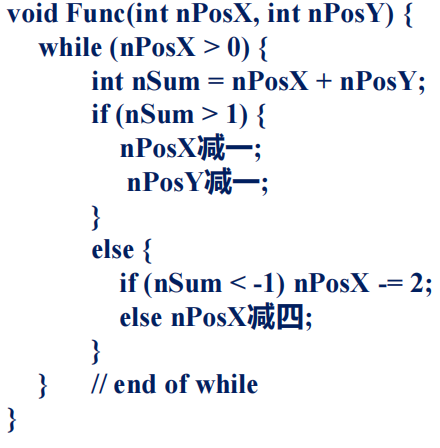 void Func(int nPosX, int nPosY) {
while (nPosX > 0) {
int nSum = nPosX + nPosY;
if (nSum > 1) {
nPosX减一;
nPosY减一;
}
else {
if (nSum < -1) nPosX -= 2;
else nPosX减四;
}
} // end of while
}